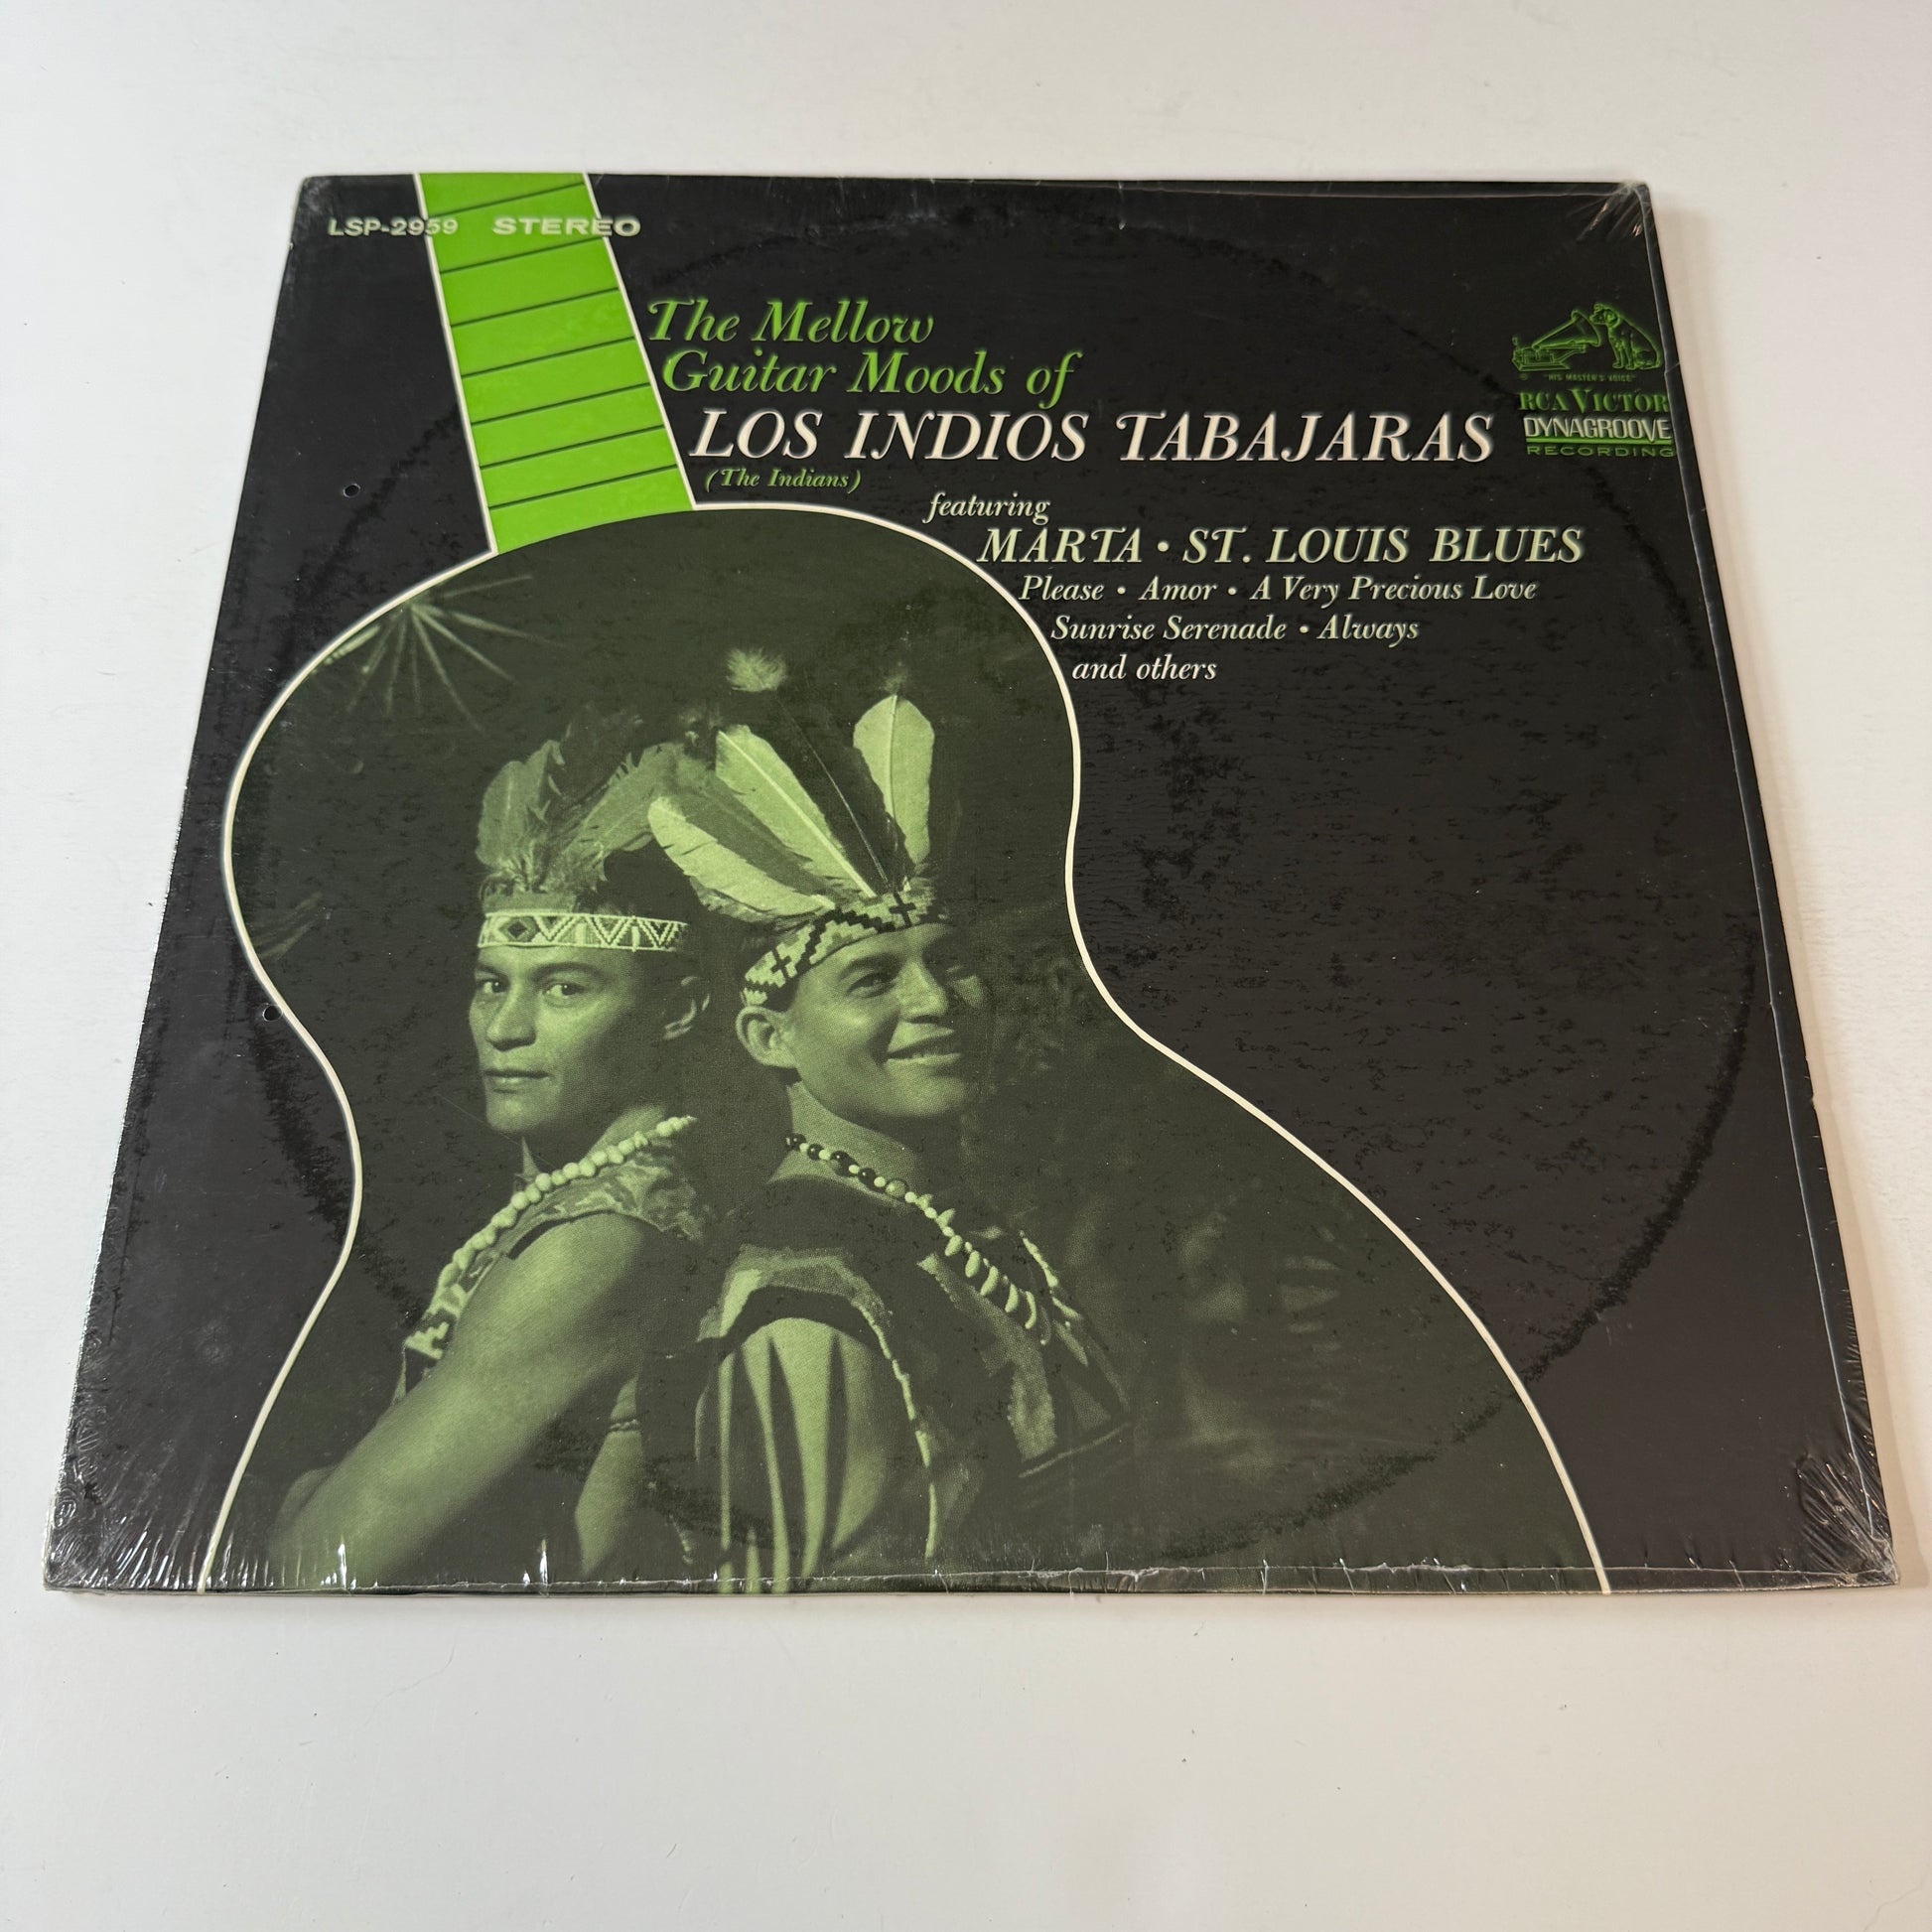 LSP-2959 STEREO
The Mellow
Guitar Moods of
LOS INDIOS TABAJARAS
(The Indians)
"HIS MASTER'S VOICE"
RCA VICTOR
DYNAGROOVE
RECORDING
featuring
MARTA • ST. LOUIS BLUES
Please • Amor • A Very Precious Love
Sunrise Serenade • Always
and others